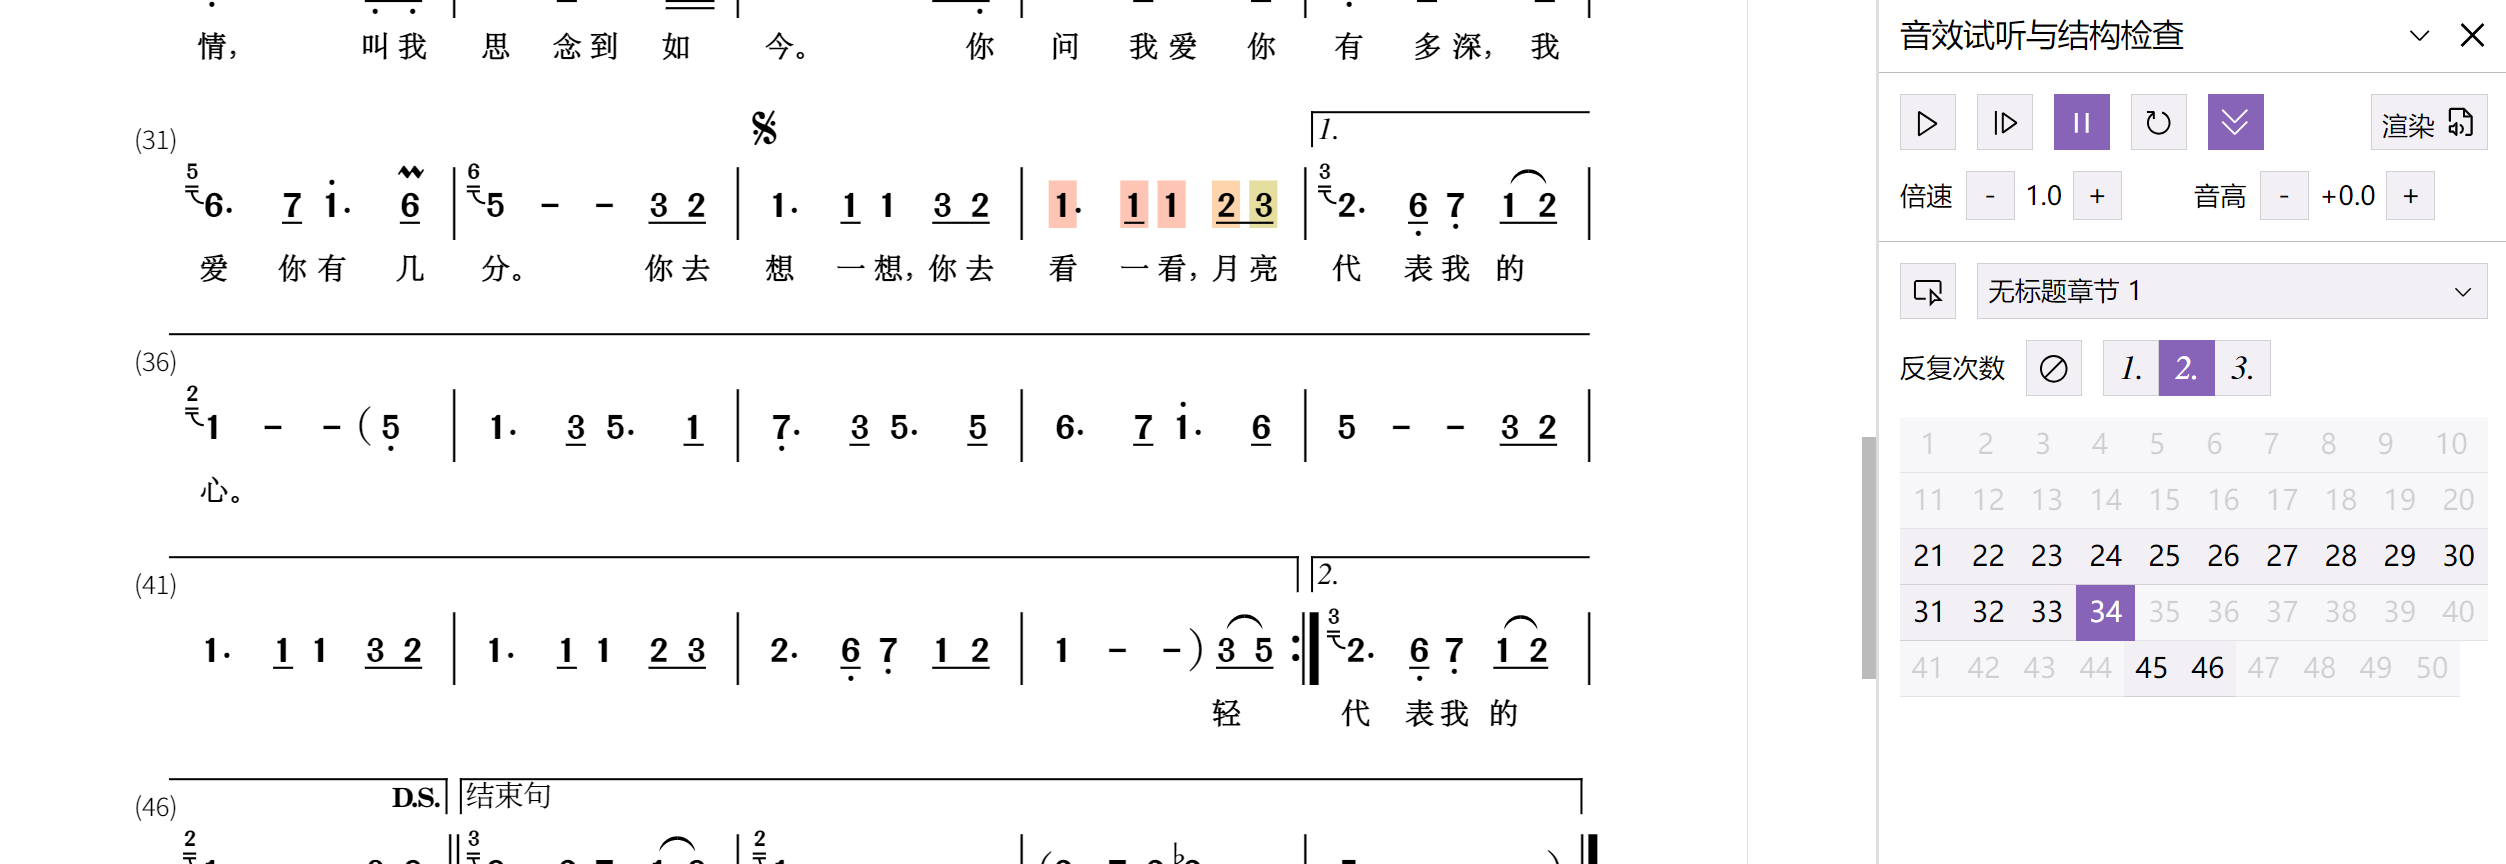 情， 叫 我 思 念 到 如 今。 你 问 我 爱 你 有 多 深， 我
(31)
1.
5 6. 7 1. 6 | 6 5 - - 3 2 | 1. 1 1 3 2 | 1. 1 1 2 3 | 3 2. 6 7 1 2 |
爱 你 有 几 分。 你 去 想 一 想， 你 去 看 一 看， 月 亮 代 表 我 的
(36)
2 1 - - ( 5 | 1. 3 5. 1 | 7. 3 5. 5 | 6. 7 1. 6 | 5 - - 3 2 |
心。
(41)
2.
1. 1 1 3 2 | 1. 1 1 2 3 | 2. 6 7 1 2 | 1 - - ) 3 5 :| 3 2. 6 7 1 2 |
轻 代 表 我 的
(46)
D.S. 结束句
2 3 2
音效试听与结构检查
渲染
倍速 - 1.0 + 音高 - +0.0 +
无标题章节 1
反复次数 1. 2. 3.
1 2 3 4 5 6 7 8 9 10
11 12 13 14 15 16 17 18 19 20
21 22 23 24 25 26 27 28 29 30
31 32 33 34 35 36 37 38 39 40
41 42 43 44 45 46 47 48 49 50